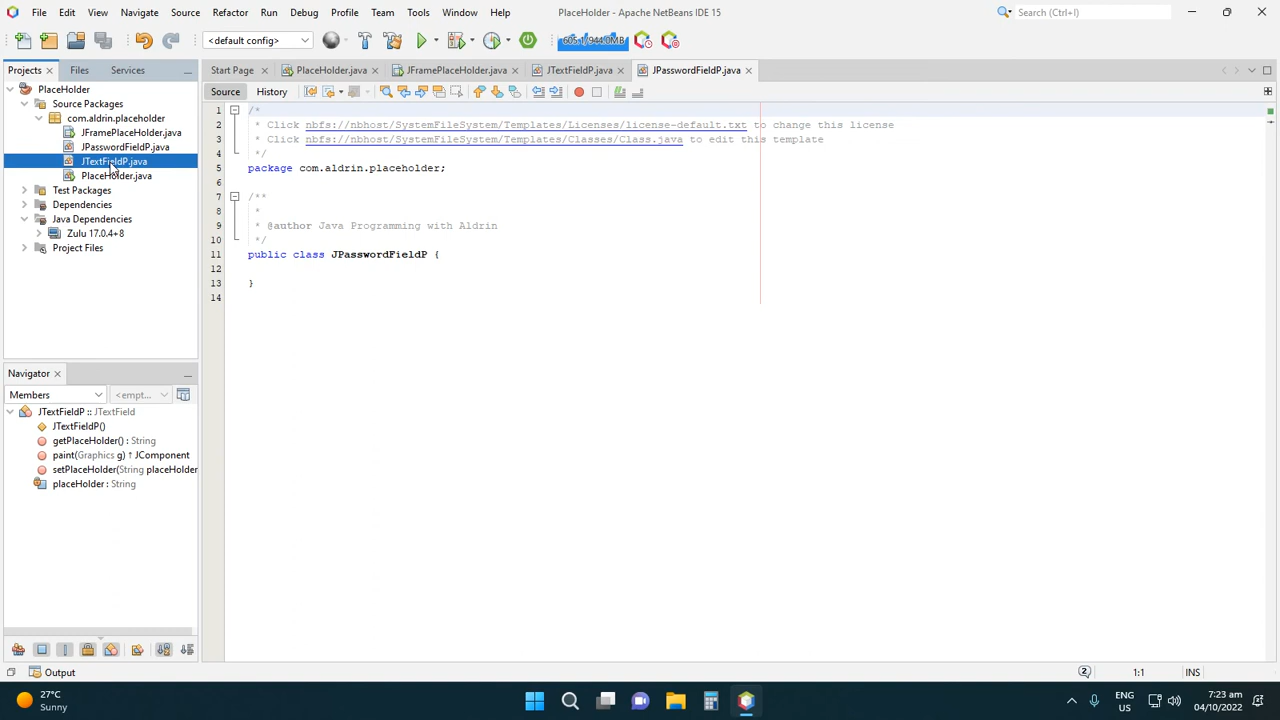 File Edit View Navigate Source Refactor Run Debug Profile Team Tools Window Help PlaceHolder - Apache NetBeans IDE 15 Search (Ctrl+I)
<default config> 605.1/944.0MB
Projects Files Services
Start Page PlaceHolder.java JFramePlaceHolder.java JTextFieldP.java JPasswordFieldP.java
Source History
PlaceHolder
Source Packages
com.aldrin.placeholder
JFramePlaceHolder.java
JPasswordFieldP.java
JTextFieldP.java
PlaceHolder.java
Test Packages
Dependencies
Java Dependencies
Zulu 17.0.4+8
Project Files
1 /*
2 * Click nbfs://nbhost/SystemFileSystem/Templates/Licenses/license-default.txt to change this license
3 * Click nbfs://nbhost/SystemFileSystem/Templates/Classes/Class.java to edit this template
4 */
5 package com.aldrin.placeholder;
6
7 /**
8 *
9 * @author Java Programming with Aldrin
10 */
11 public class JPasswordFieldP {
12
13 }
14
Navigator
Members <empt...
JTextFieldP :: JTextField
JTextFieldP()
getPlaceHolder() : String
paint(Graphics g) ↑ JComponent
setPlaceHolder(String placeHolder
placeHolder : String
Output 2 1:1 INS
27°C
Sunny
ENG
US
7:23 am
04/10/2022